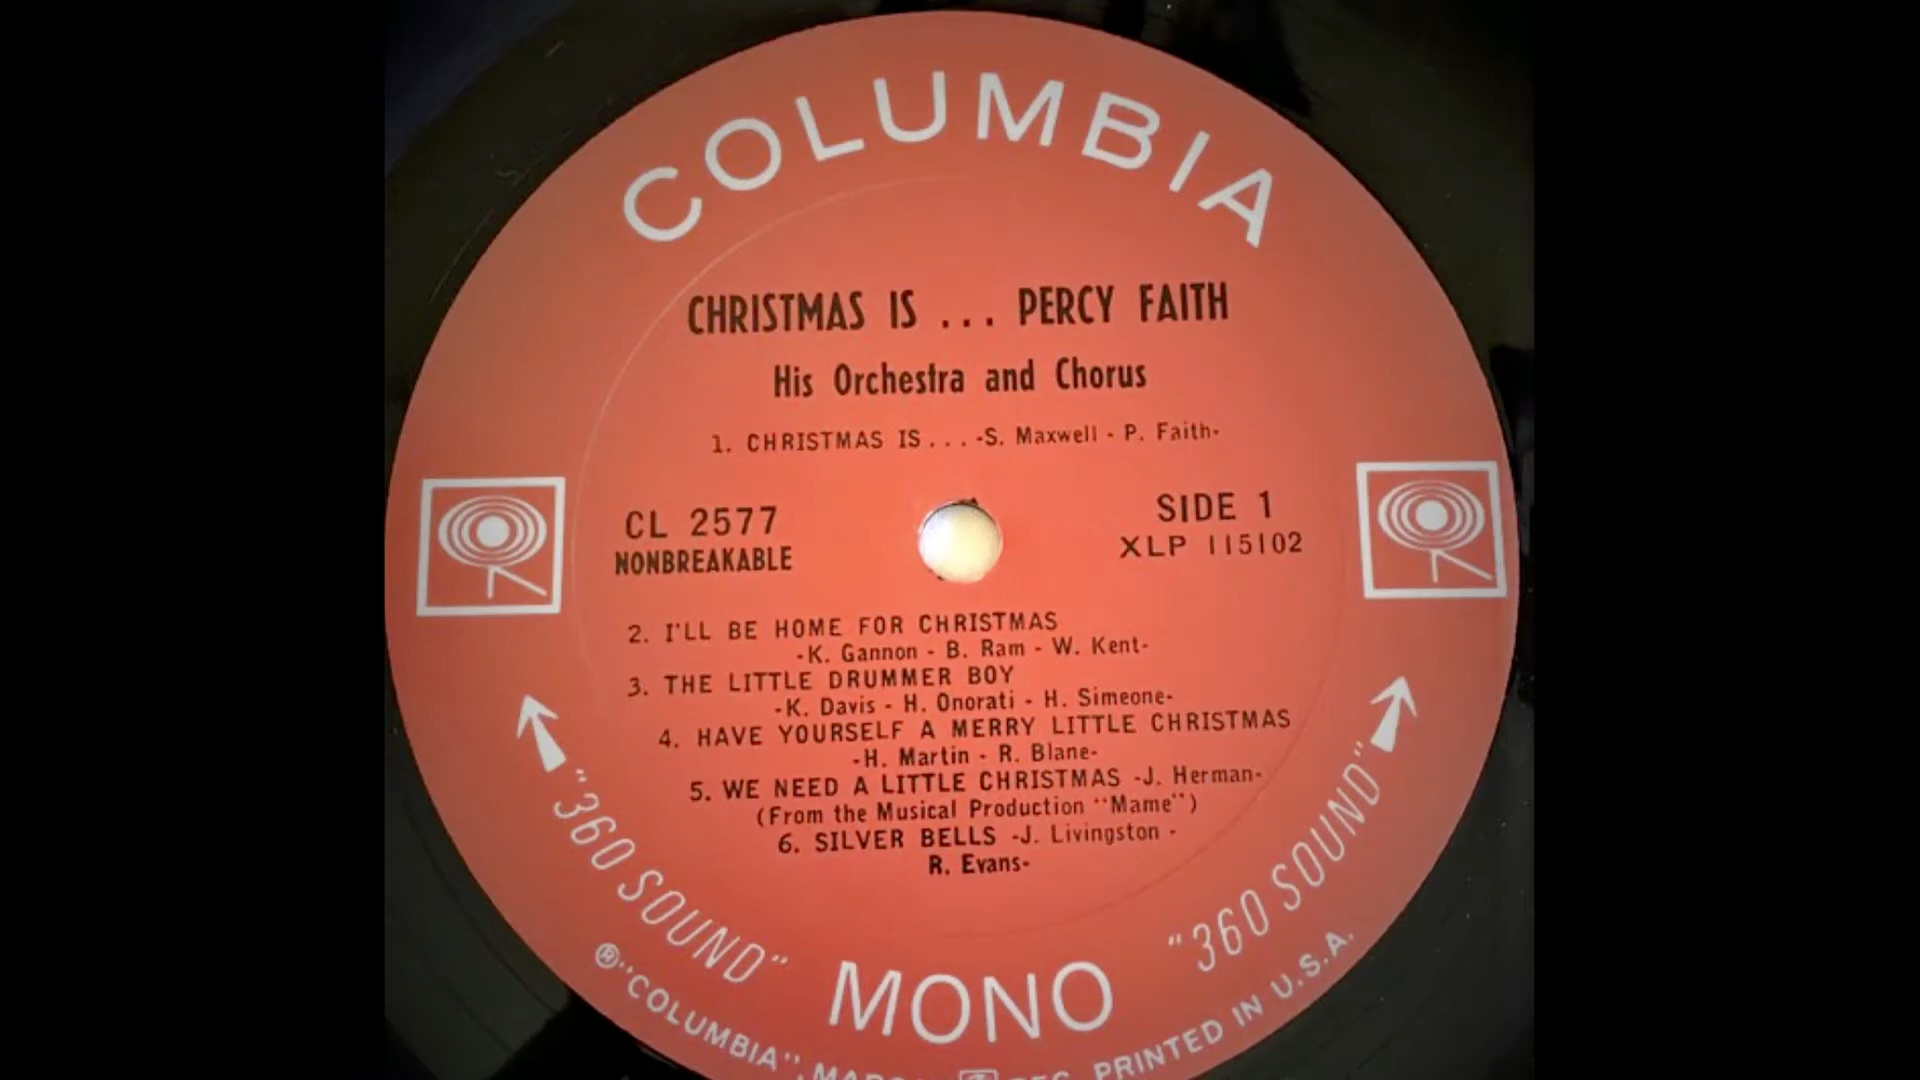 COLUMBIA
CHRISTMAS IS ... PERCY FAITH
His Orchestra and Chorus
1. CHRISTMAS IS... -S. Maxwell - P. Faith-
CL 2577
NONBREAKABLE
SIDE 1
XLP 115102
2. I'LL BE HOME FOR CHRISTMAS
-K. Gannon - B. Ram - W. Kent-
3. THE LITTLE DRUMMER BOY
-K. Davis - H. Onorati - H. Simeone-
4. HAVE YOURSELF A MERRY LITTLE CHRISTMAS
-H. Martin - R. Blane-
5. WE NEED A LITTLE CHRISTMAS -J. Herman-
(From the Musical Production "Mame")
6. SILVER BELLS -J. Livingston -
R. Evans-
"360 SOUND"
MONO
"360 SOUND"
® "COLUMBIA", PRINTED IN U.S.A.